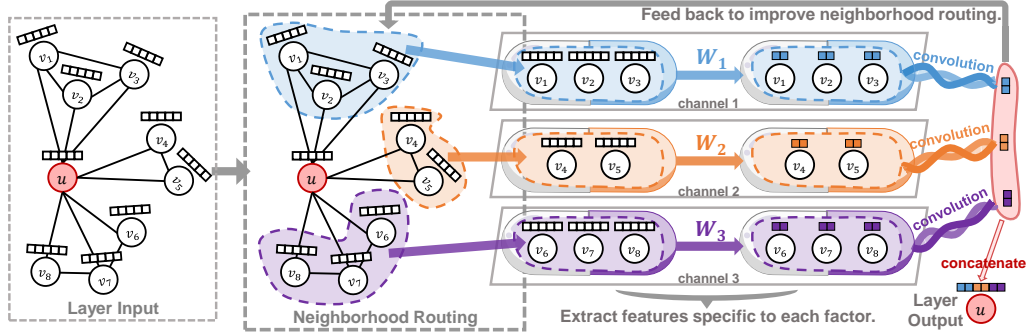 Feed back to improve neighborhood routing.
v1
v2
v3
v4
v5
u
v6
v7
v8
Layer Input
v1
v2
v3
v4
v5
u
v6
v7
v8
Neighborhood Routing
v1 v2 v3
W1
v1 v2 v3
convolution
channel 1
v4 v5
W2
v4 v5
convolution
channel 2
v6 v7 v8
W3
v6 v7 v8
convolution
channel 3
Extract features specific to each factor.
concatenate
Layer
Output
u